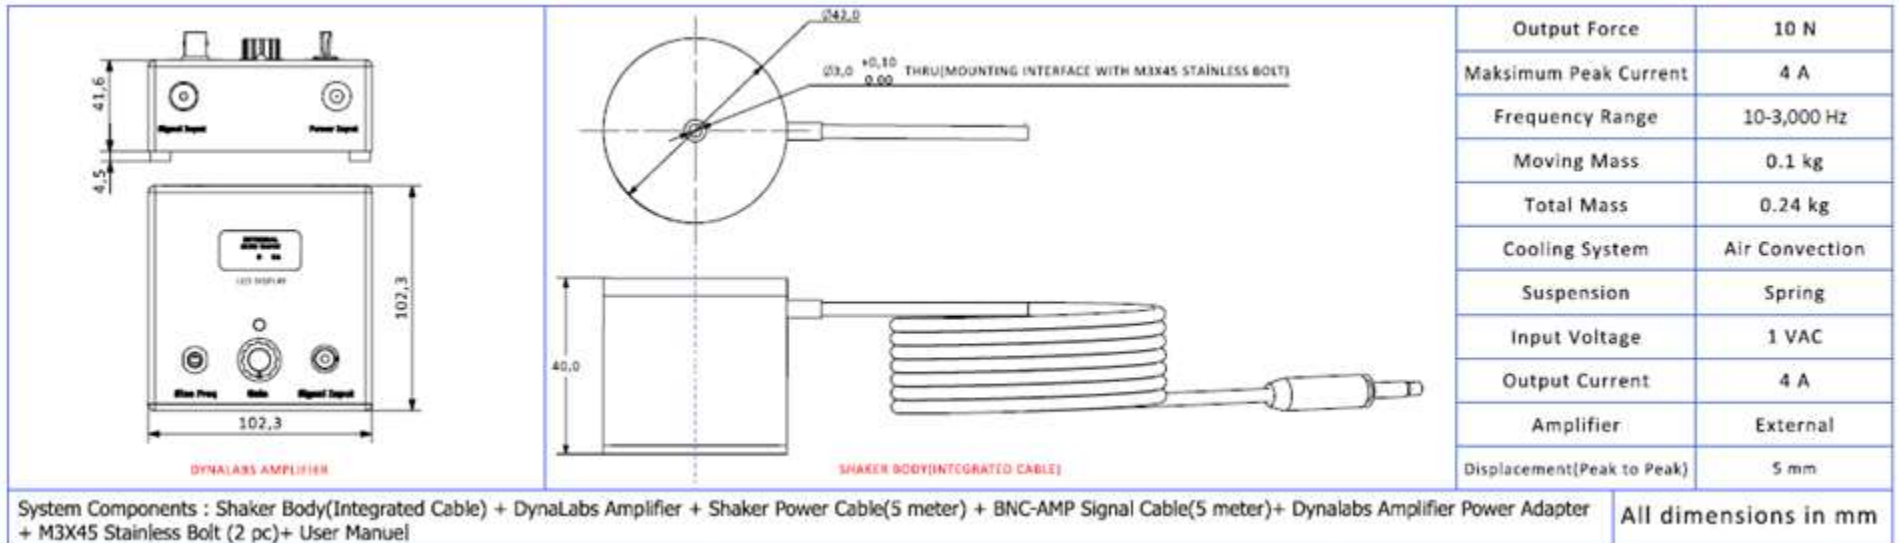 41,6
4,5
Signal Input
Power Input
LCD DISPLAY
Sine Freq
Gain
Signal Input
102,3
102,3
DYNALABS AMPLIFIER
Ø42,0
Ø3,0 +0,10 0.00 THRU(MOUNTING INTERFACE WITH M3X45 STAİNLESS BOLT)
40,0
SHAKER BODY(INTEGRATED CABLE)
Output Force 10 N
Maksimum Peak Current 4 A
Frequency Range 10-3,000 Hz
Moving Mass 0.1 kg
Total Mass 0.24 kg
Cooling System Air Convection
Suspension Spring
Input Voltage 1 VAC
Output Current 4 A
Amplifier External
Displacement(Peak to Peak) 5 mm
System Components : Shaker Body(Integrated Cable) + DynaLabs Amplifier + Shaker Power Cable(5 meter) + BNC-AMP Signal Cable(5 meter)+ Dynalabs Amplifier Power Adapter
+ M3X45 Stainless Bolt (2 pc)+ User Manuel
All dimensions in mm